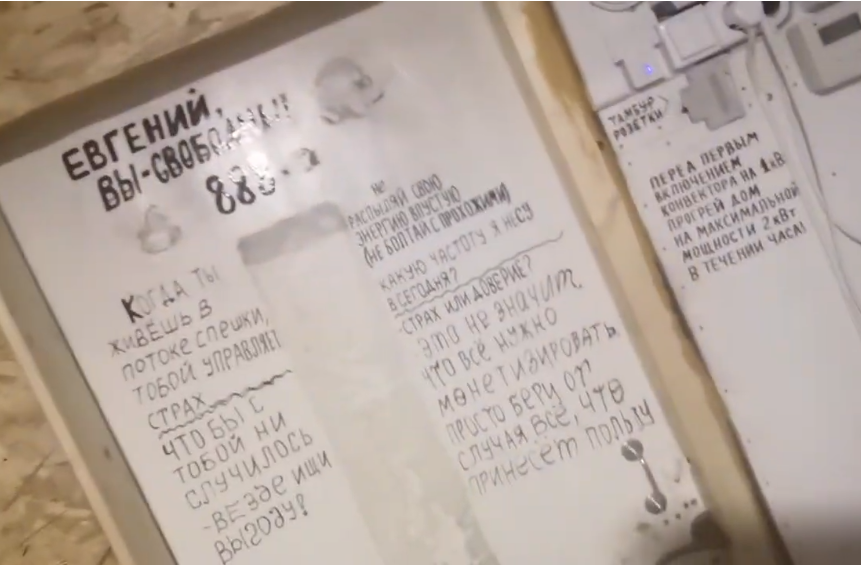 ЕВГЕНИЙ,
ВЫ-СВОБОДНЫ!!
КОГДА ТЫ
ЖИВЁШЬ В
ПОТОКЕ СПЕШКИ,
ТОБОЙ УПРАВЛЯЕТ
СТРАХ
ЧТО БЫ С
ТОБОЙ НИ
СЛУЧИЛОСЬ
-ВЕЗДЕ ИЩИ
ВЫГОДУ!
НЕ
РАСПЫЛЯЙ СВОЮ
ЭНЕРГИЮ ВПУСТУЮ
(НЕ БОЛТАЙ С ПРОХОЖИМИ)
КАКУЮ ЧАСТОТУ Я НЕСУ
В СЕГОДНЯ?
-СТРАХ ИЛИ ДОВЕРИЕ?
ЭТО НЕ ЗНАЧИТ,
ЧТО ВСЁ НУЖНО
МОНЕТИЗИРОВАТЬ
ПРОСТО БЕРУ ОТ
СЛУЧАЯ ВСЁ, ЧТО
ПРИНЕСЁТ ПОЛЬЗУ
ТАМБУР
РОЗЕТКИ
ПЕРЕД ПЕРВЫМ
ВКЛЮЧЕНИЕМ
КОНВЕКТОРА НА 1кВ
ПРОГРЕЙ ДОМ
НА МАКСИМАЛЬНОЙ
МОЩНОСТИ 2кВт
В ТЕЧЕНИИ ЧАСА!